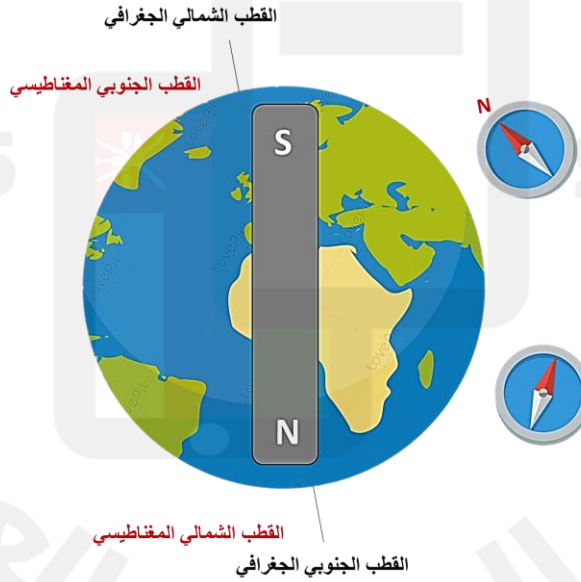 القطب الشمالي الجغرافي
القطب الجنوبي المغناطيسي
N
S
N
القطب الشمالي المغناطيسي
القطب الجنوبي الجغرافي